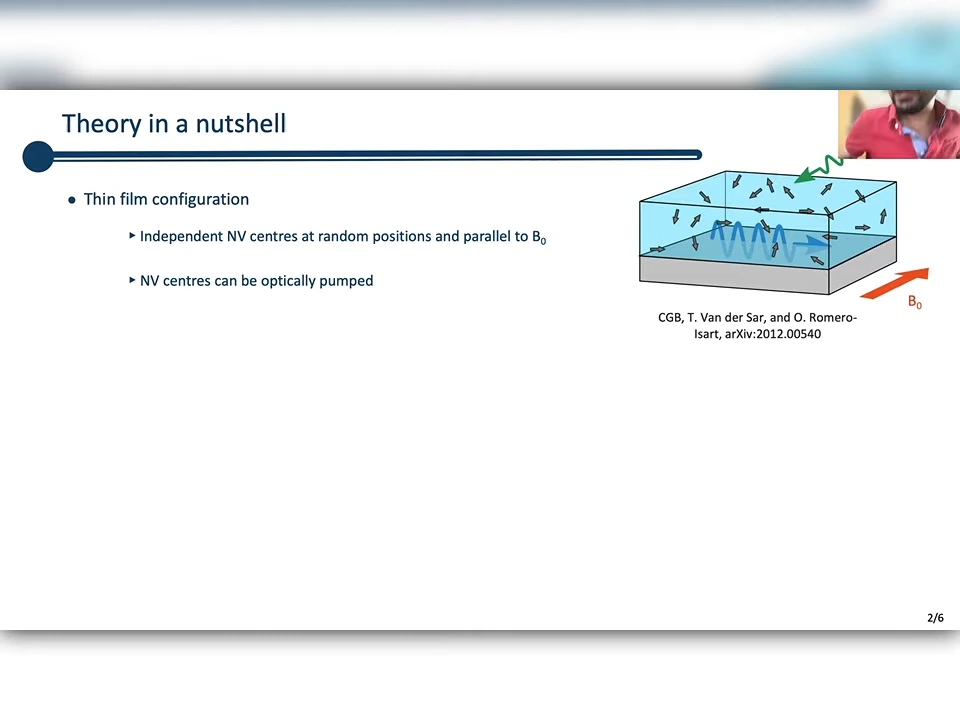 Theory in a nutshell
● Thin film configuration
‣ Independent NV centres at random positions and parallel to B0
‣ NV centres can be optically pumped
B0
CGB, T. Van der Sar, and O. Romero-
Isart, arXiv:2012.00540
2/6